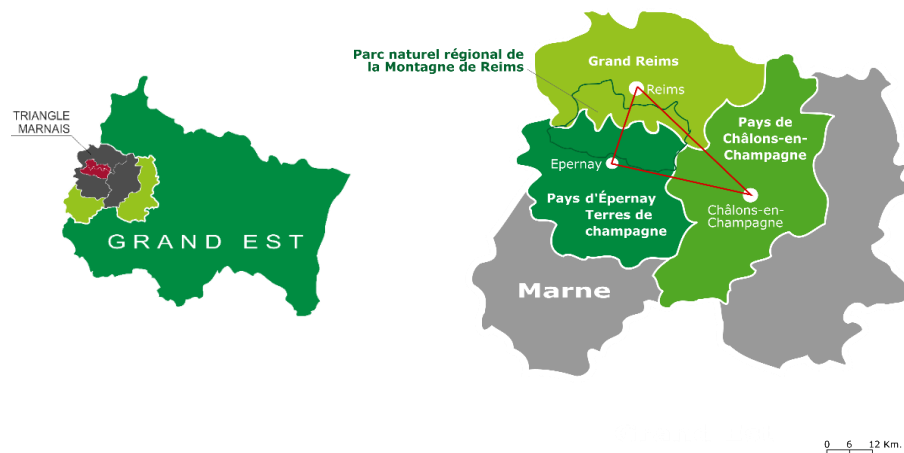 TRIANGLE
MARNAIS
GRAND EST
Parc naturel régional de
la Montagne de Reims
Grand Reims
Reims
Pays de
Châlons-en-
Champagne
Epernay
Pays d'Épernay
Terres de
champagne
Châlons-en-
Champagne
Marne
0 6 12 Km.